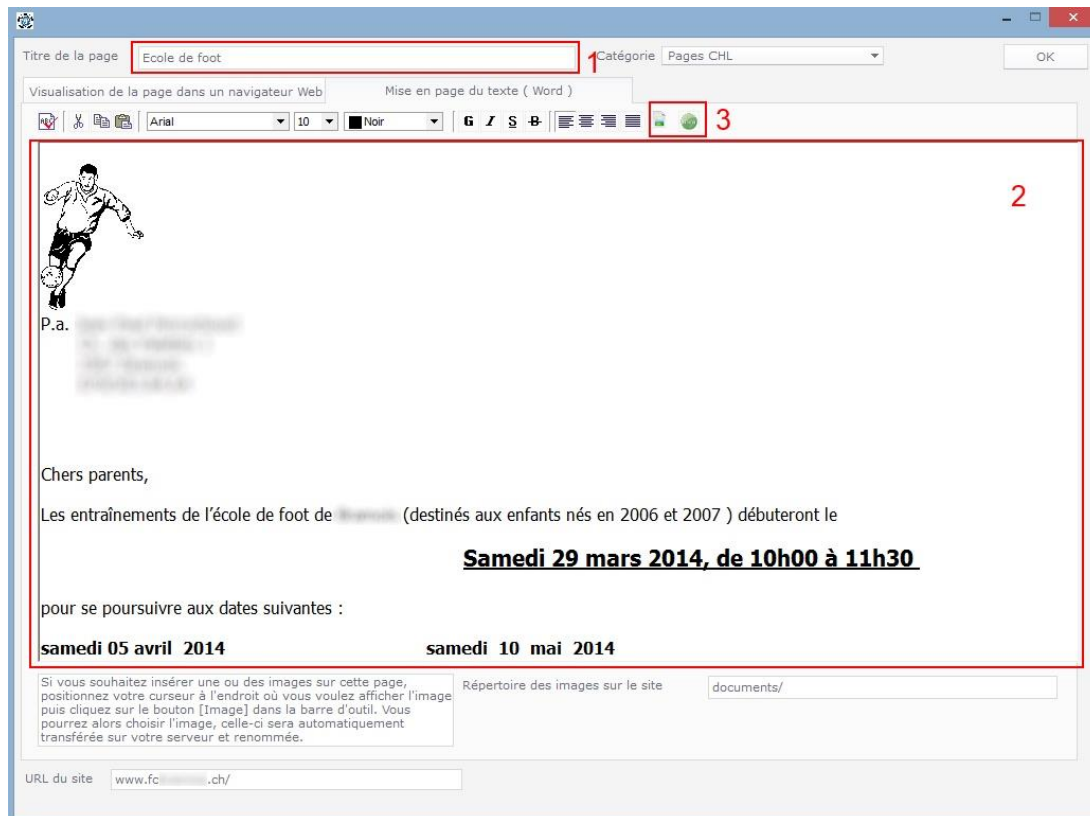 Titre de la page Ecole de foot 1 Catégorie Pages CHL OK
Visualisation de la page dans un navigateur Web Mise en page du texte ( Word )
Arial 10 Noir G I S B 3
2
P.a.
Chers parents,
Les entraînements de l'école de foot de (destinés aux enfants nés en 2006 et 2007 ) débuteront le
Samedi 29 mars 2014, de 10h00 à 11h30
pour se poursuivre aux dates suivantes :
samedi 05 avril 2014 samedi 10 mai 2014
Si vous souhaitez insérer une ou des images sur cette page,
positionnez votre curseur à l'endroit où vous voulez afficher l'image
puis cliquez sur le bouton [Image] dans la barre d'outil. Vous
pourrez alors choisir l'image, celle-ci sera automatiquement
transférée sur votre serveur et renommée.
Répertoire des images sur le site documents/
URL du site www.fc .ch/